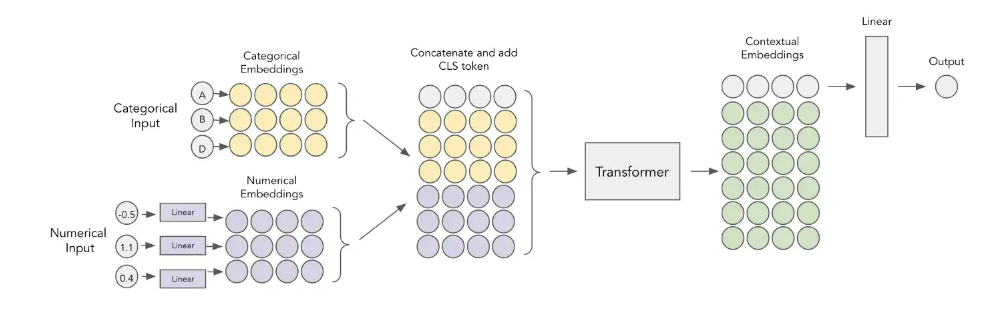 Categorical
Embeddings
Categorical
Input
A
B
D
Numerical
Embeddings
Numerical
Input
-0.5
1.1
0.4
Linear
Linear
Linear
Concatenate and add
CLS token
Transformer
Contextual
Embeddings
Linear
Output